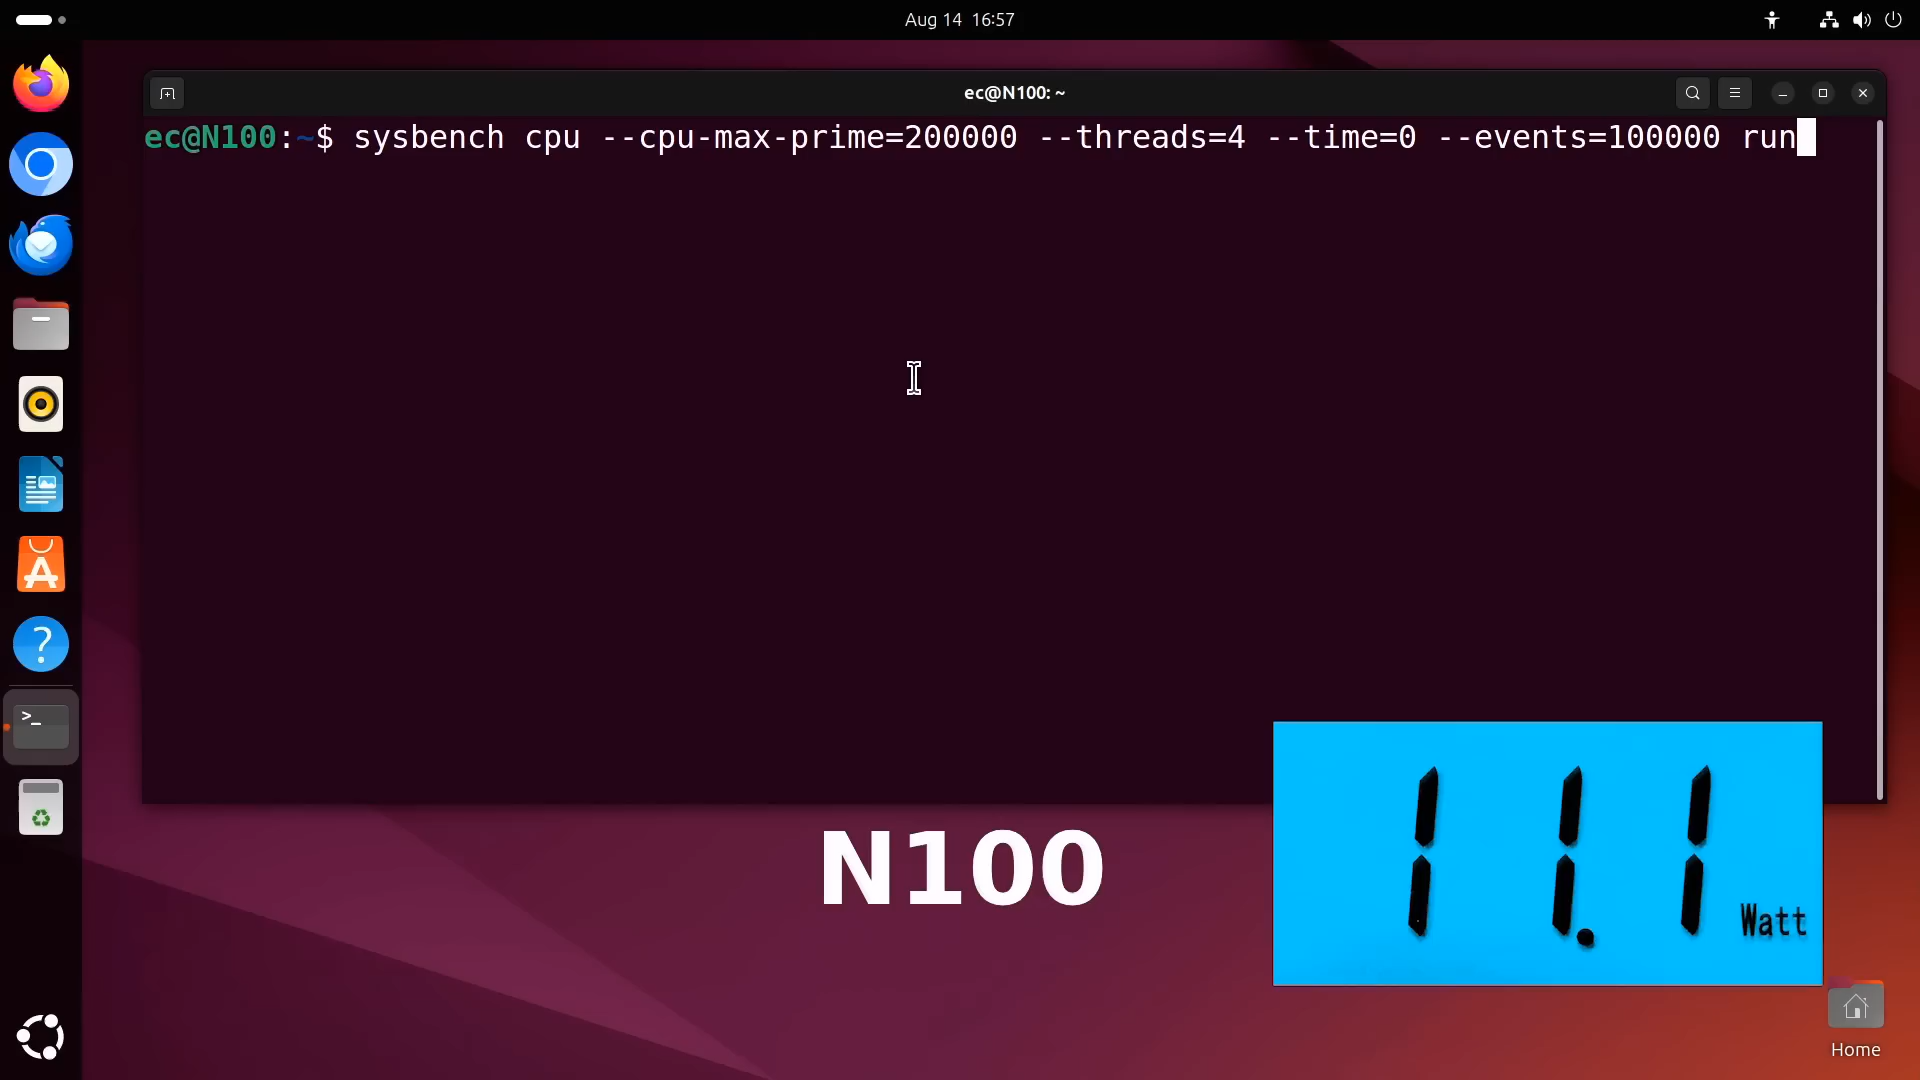 Aug 14 16:57
ec@N100: ~
ec@N100:~$ sysbench cpu --cpu-max-prime=200000 --threads=4 --time=0 --events=100000 run
N100
11.1 Watt
Home